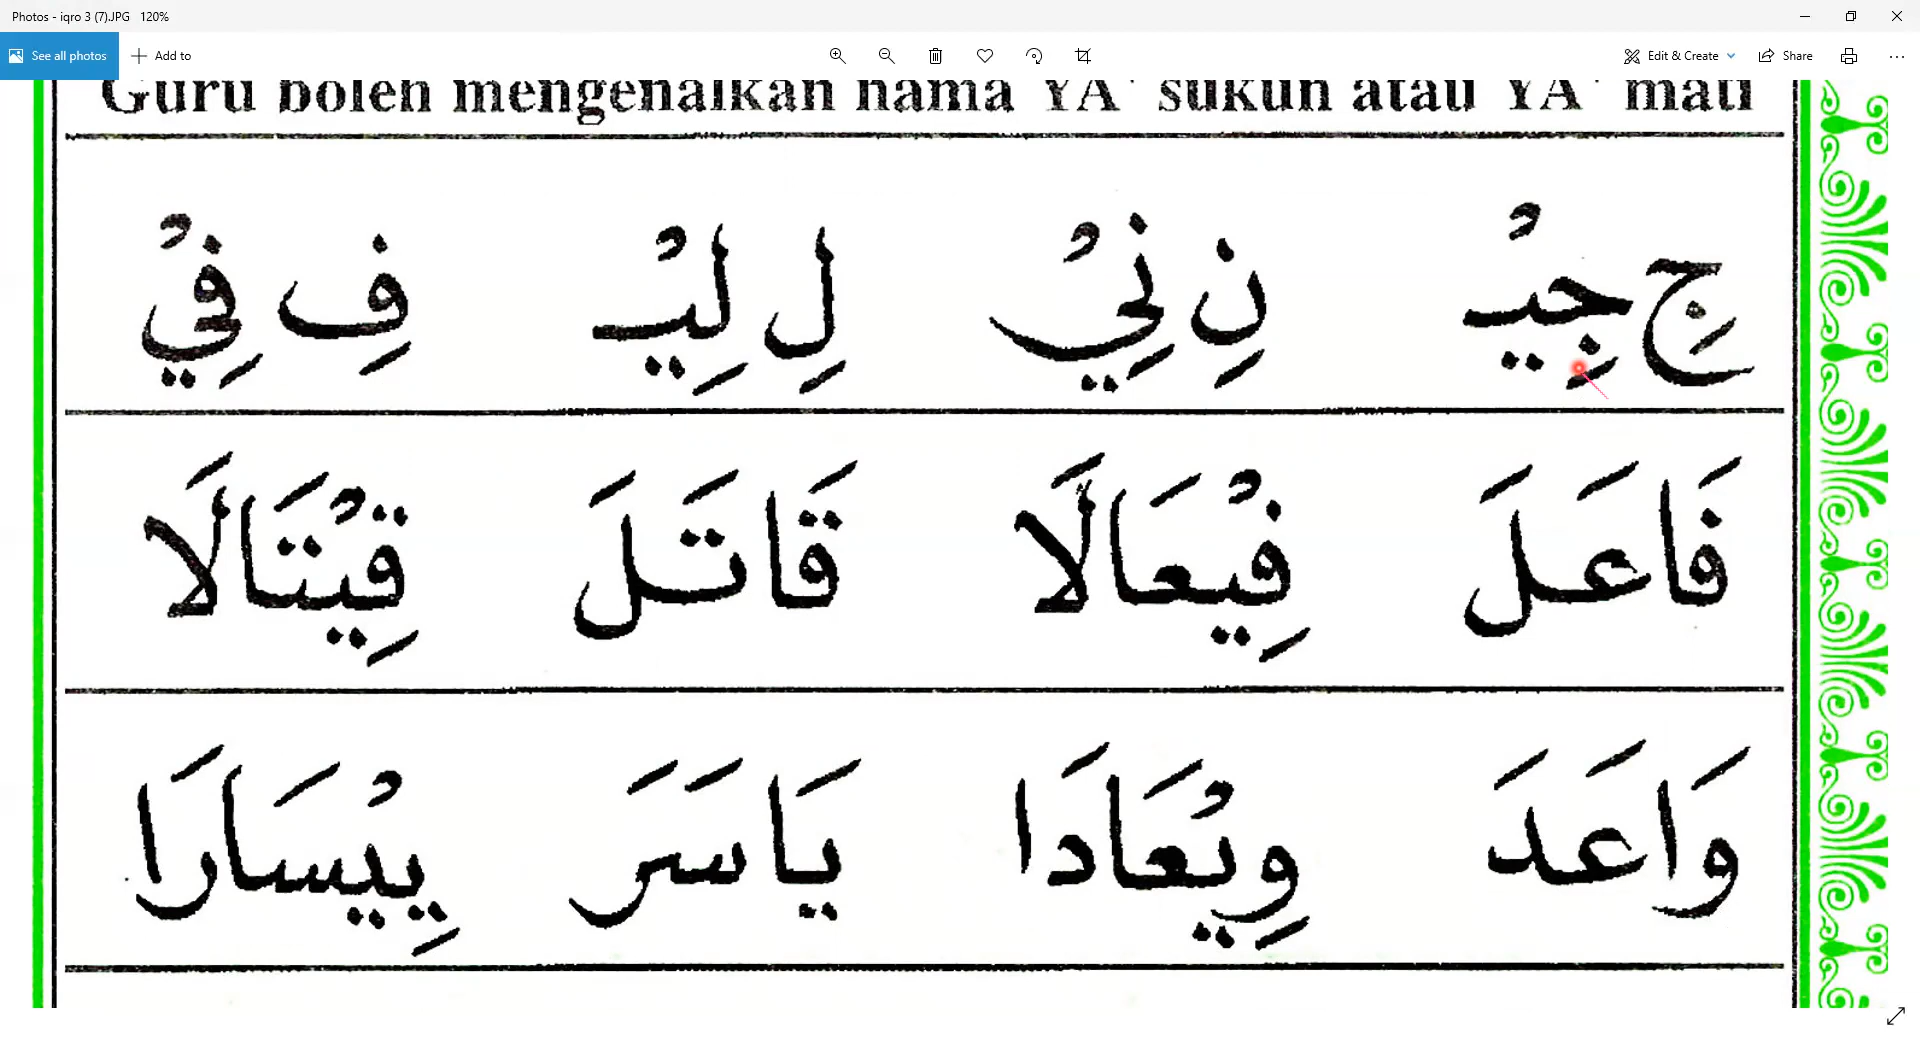 Photos - iqro 3 (7).JPG 120%
See all photos Add to Edit & Create Share
Guru boleh mengenalkan nama YA' sukun atau YA' mati
جِ جِيْـ نِ نِيْ لِ لِيْـ فِ فِيْ
فَاعَلَ فِيْعَالَا قَاتَلَ قِيْتَالَا
وَاعَدَ وِيْعَادَا يَاسَرَ يِيْسَارَا